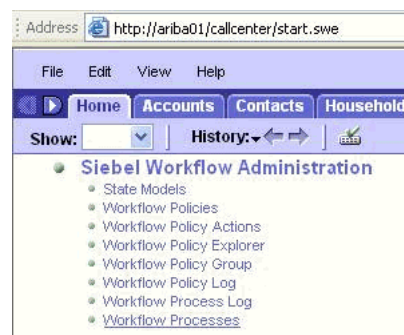 Address http://ariba01/callcenter/start.swe
File Edit View Help
Home Accounts Contacts Household
Show: History:
Siebel Workflow Administration
State Models
Workflow Policies
Workflow Policy Actions
Workflow Policy Explorer
Workflow Policy Group
Workflow Policy Log
Workflow Process Log
Workflow Processes